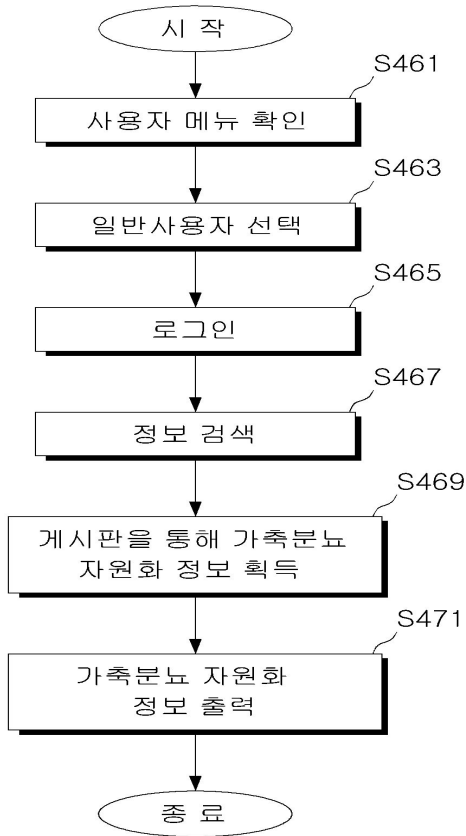 시 작
S461
사용자 메뉴 확인
S463
일반사용자 선택
S465
로그인
S467
정보 검색
S469
게시판을 통해 가축분뇨
자원화 정보 획득
S471
가축분뇨 자원화
정보 출력
종 료